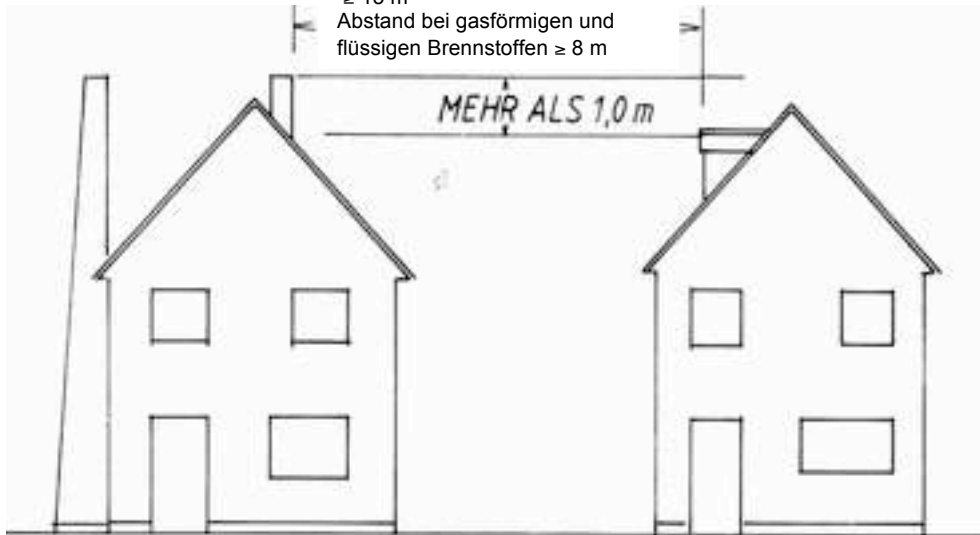 Abstand bei gasförmigen und
flüssigen Brennstoffen ≥ 8 m
MEHR ALS 1,0 m